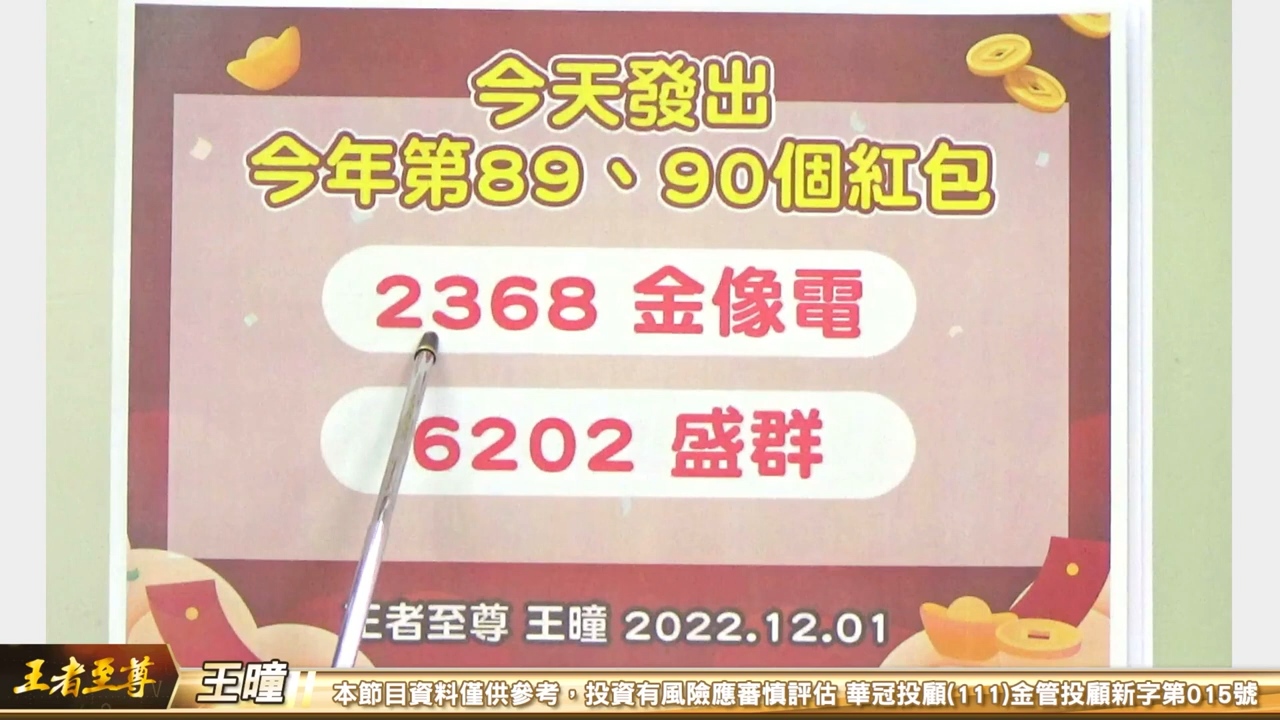 今天發出
今年第89、90個紅包
2368 金像電
6202 盛群
王者至尊 王曈 2022.12.01
王者至尊 王曈
本節目資料僅供參考，投資有風險應審慎評估 華冠投顧(111)金管投顧新字第015號